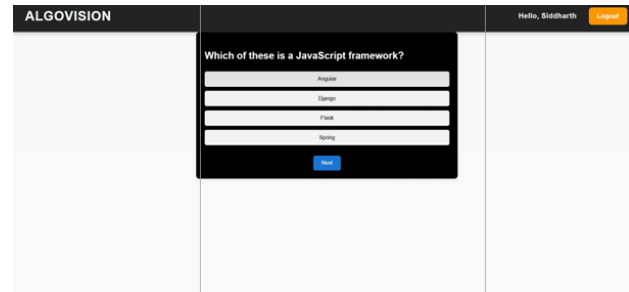 ALGOVISION
Hello, Siddharth
Logout
Which of these is a JavaScript framework?
Angular
Django
Flask
Spring
Next